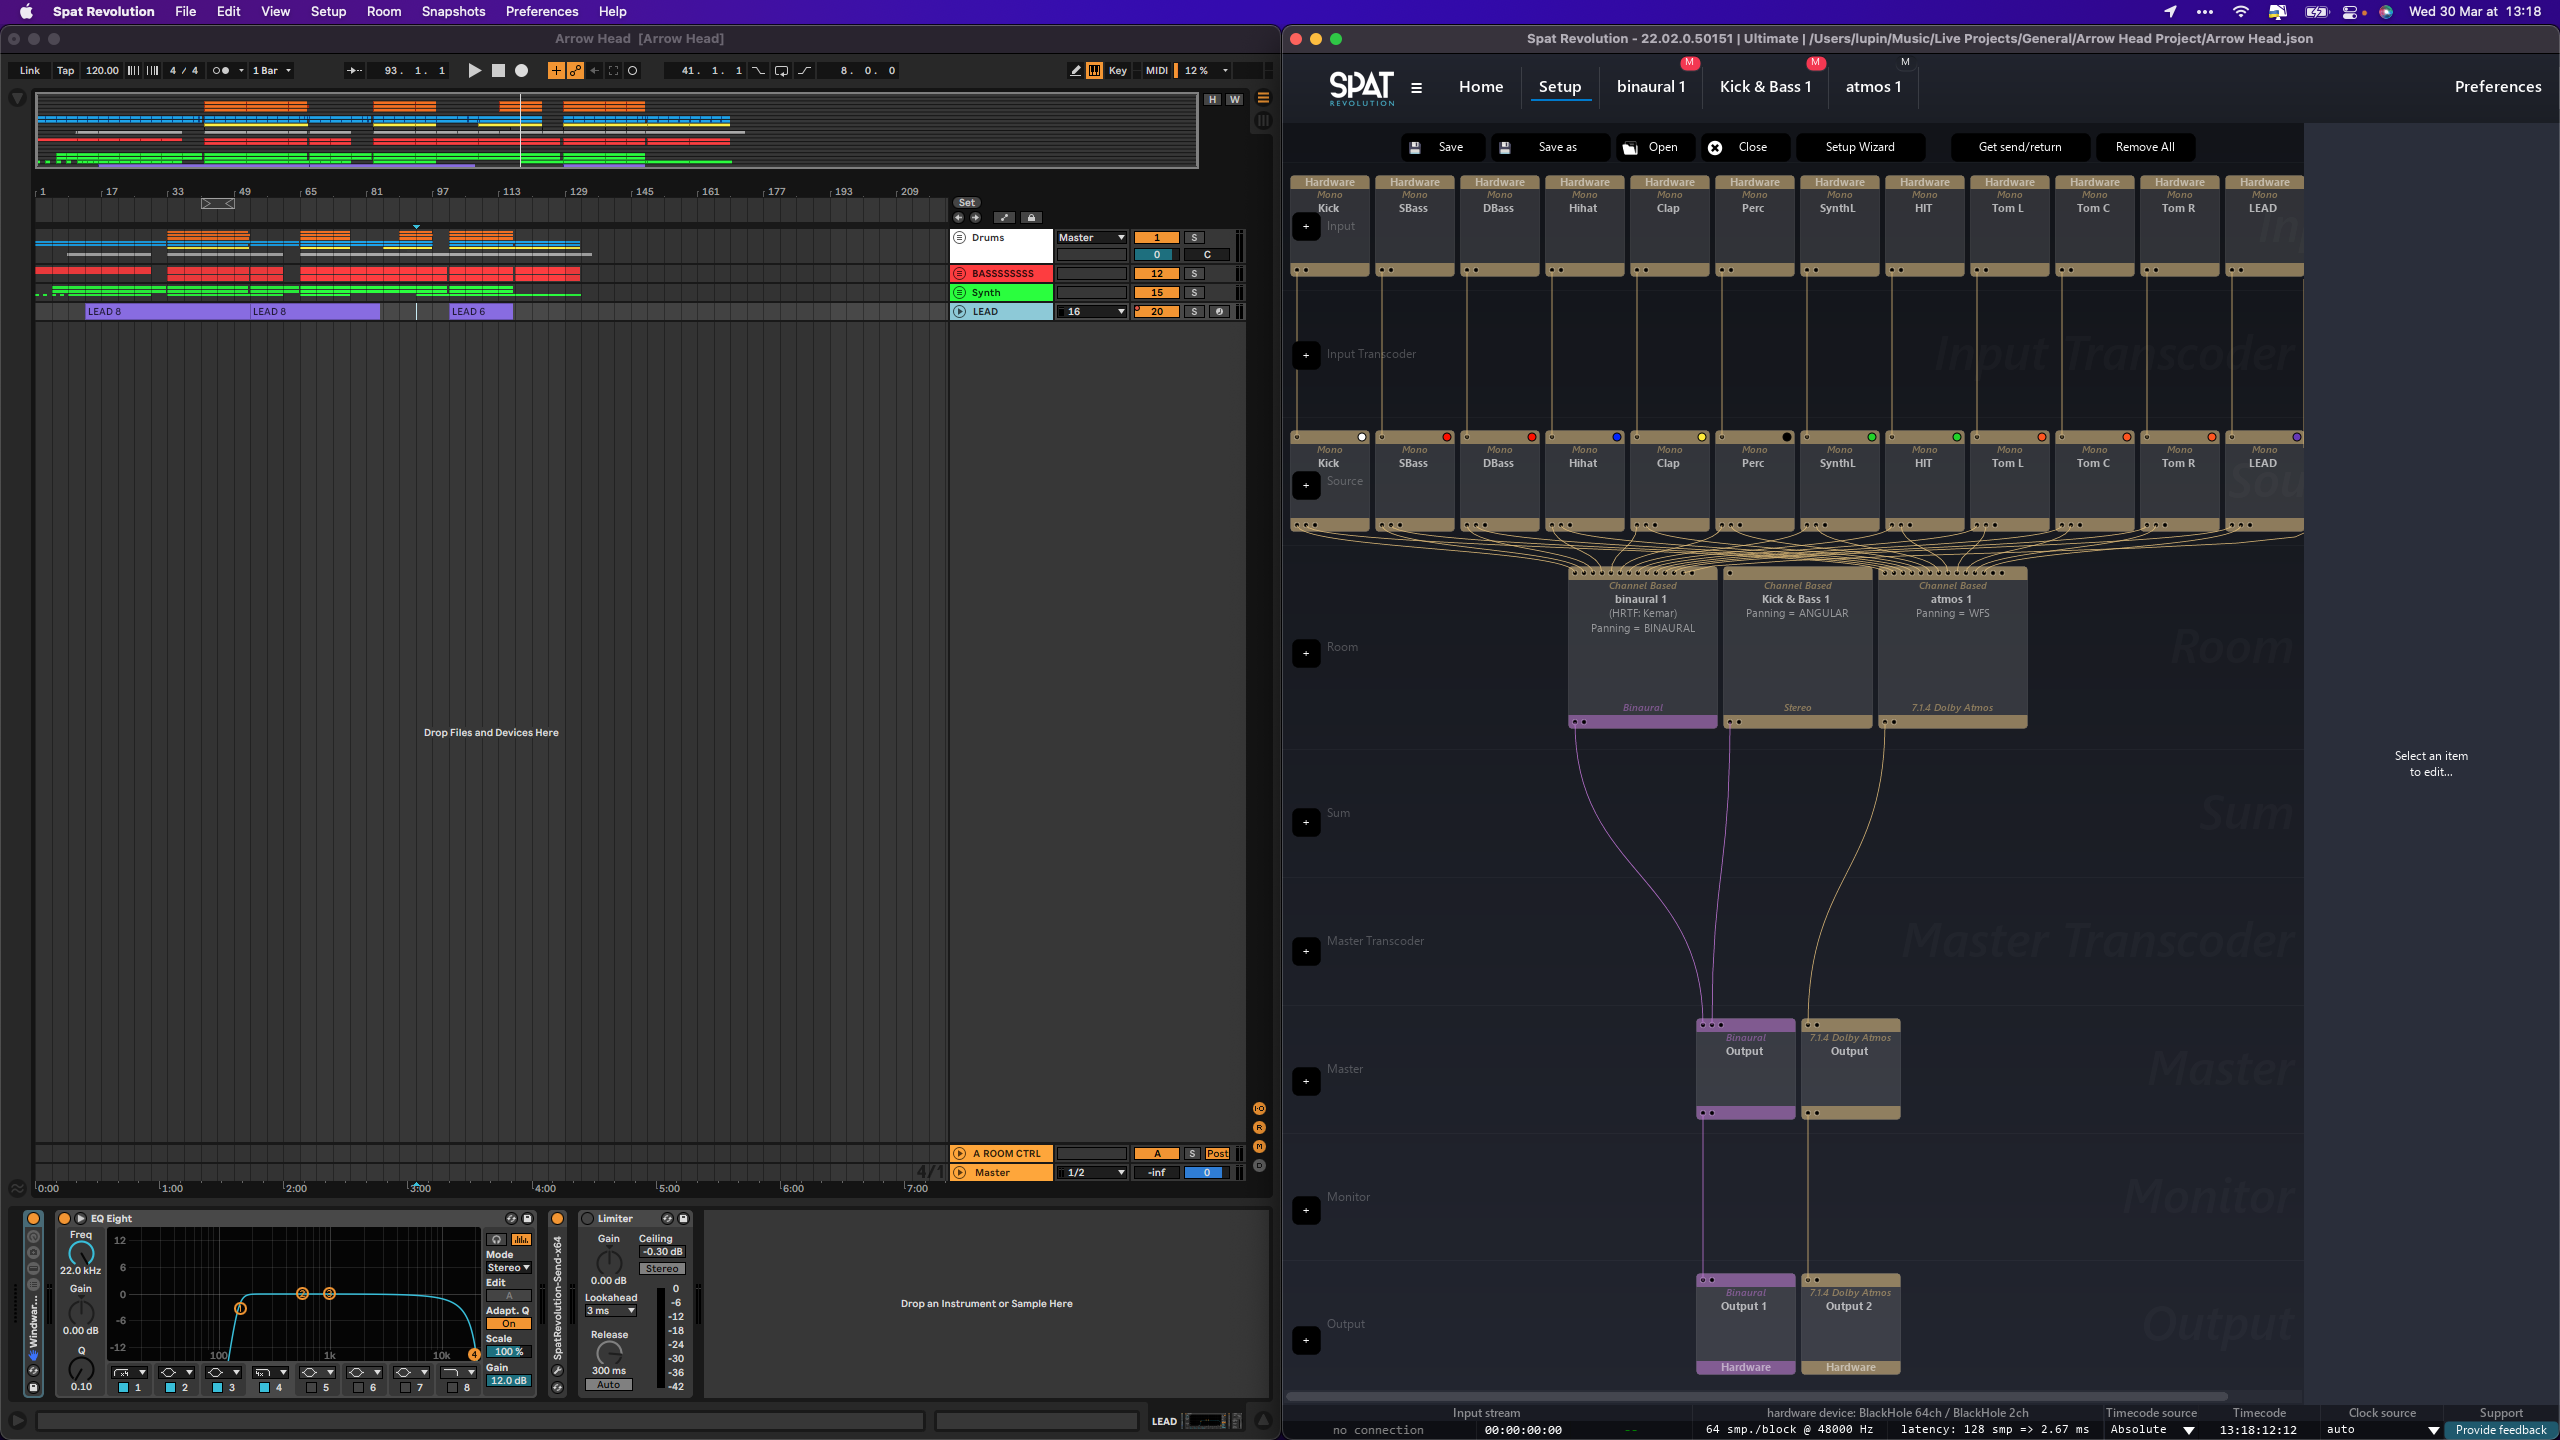 Spat Revolution File Edit View Setup Room Snapshots Preferences Help
Wed 30 Mar at 13:18
Arrow Head [Arrow Head]
Link Tap 120.00 4 / 4 1 Bar 93. 1. 1 41. 1. 1 8. 0. 0 Key MIDI 12 %
H W
1 17 33 49 65 81 97 113 129 145 161 177 193 209
Set
Drums Master 1 S
0 C
BASSSSSSSS 12 S
Synth 15 S
LEAD 8 LEAD 8 LEAD 6 LEAD 16 20 S
Drop Files and Devices Here
A ROOM CTRL A S Post
4/1 Master 1/2 -inf 0
0:00 1:00 2:00 3:00 4:00 5:00 6:00 7:00
EQ Eight
Freq
22.0 kHz
Gain
0.00 dB
Q
0.10
12
6
0
-6
-12
100 1k 10k
1 2 3 4
Mode
Stereo
Edit
A
Adapt. Q
On
Scale
100 %
Gain
12.0 dB
1 2 3 4 5 6 7 8
SpatRevolution-Send-x64
Limiter
Gain
0.00 dB
Lookahead
3 ms
Release
300 ms
Auto
Ceiling
-0.30 dB
Stereo
0
-6
-12
-18
-24
-30
-36
-42
Drop an Instrument or Sample Here
LEAD
Spat Revolution - 22.02.0.50151 | Ultimate | /Users/lupin/Music/Live Projects/General/Arrow Head Project/Arrow Head.json
SPAT
REVOLUTION
Home Setup binaural 1 M Kick & Bass 1 M atmos 1 M Preferences
Save Save as Open Close Setup Wizard Get send/return Remove All
Hardware Hardware Hardware Hardware Hardware Hardware Hardware Hardware Hardware Hardware Hardware Hardware
Mono Mono Mono Mono Mono Mono Mono Mono Mono Mono Mono Mono
Kick SBass DBass Hihat Clap Perc SynthL HIT Tom L Tom C Tom R LEAD
+ Input
+ Input Transcoder Input Transcoder
Mono Mono Mono Mono Mono Mono Mono Mono Mono Mono Mono Mono
Kick SBass DBass Hihat Clap Perc SynthL HIT Tom L Tom C Tom R LEAD
+ Source
Channel Based Channel Based Channel Based
binaural 1 Kick & Bass 1 atmos 1
(HRTF: Kemar) Panning = ANGULAR Panning = WFS
Panning = BINAURAL
+ Room Room
Binaural Stereo 7.1.4 Dolby Atmos
Select an item
to edit...
+ Sum Sum
+ Master Transcoder Master Transcoder
Binaural 7.1.4 Dolby Atmos
Output Output
+ Master Master
+ Monitor Monitor
Binaural 7.1.4 Dolby Atmos
Output 1 Output 2
+ Output Output
Hardware Hardware
Input stream hardware device: BlackHole 64ch / BlackHole 2ch Timecode source Timecode Clock source Support
no connection 00:00:00:00 -- 64 smp./block @ 48000 Hz latency: 128 smp => 2.67 ms Absolute 13:18:12:12 auto Provide feedback